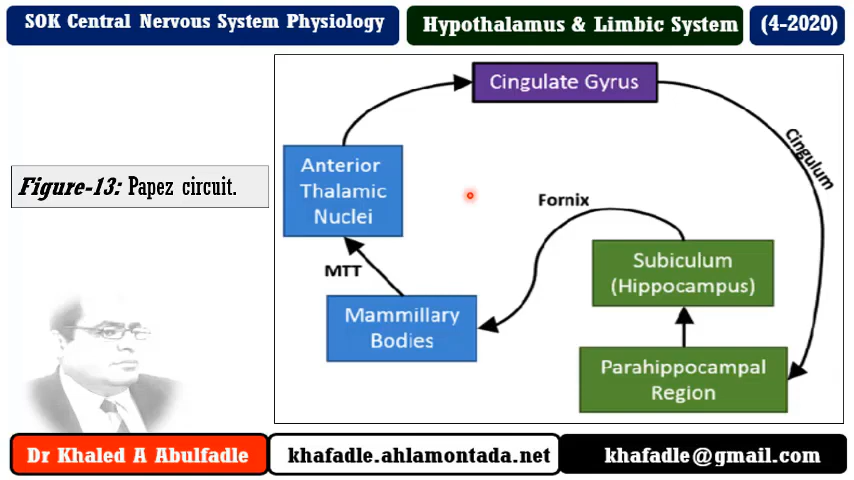 SOK Central Nervous System Physiology
Hypothalamus & Limbic System
(4-2020)
Figure-13: Papez circuit.
Cingulate Gyrus
Cingulum
Anterior
Thalamic
Nuclei
Fornix
MTT
Subiculum
(Hippocampus)
Mammillary
Bodies
Parahippocampal
Region
Dr Khaled A Abulfadle
khafadle.ahlamontada.net
khafadle@gmail.com